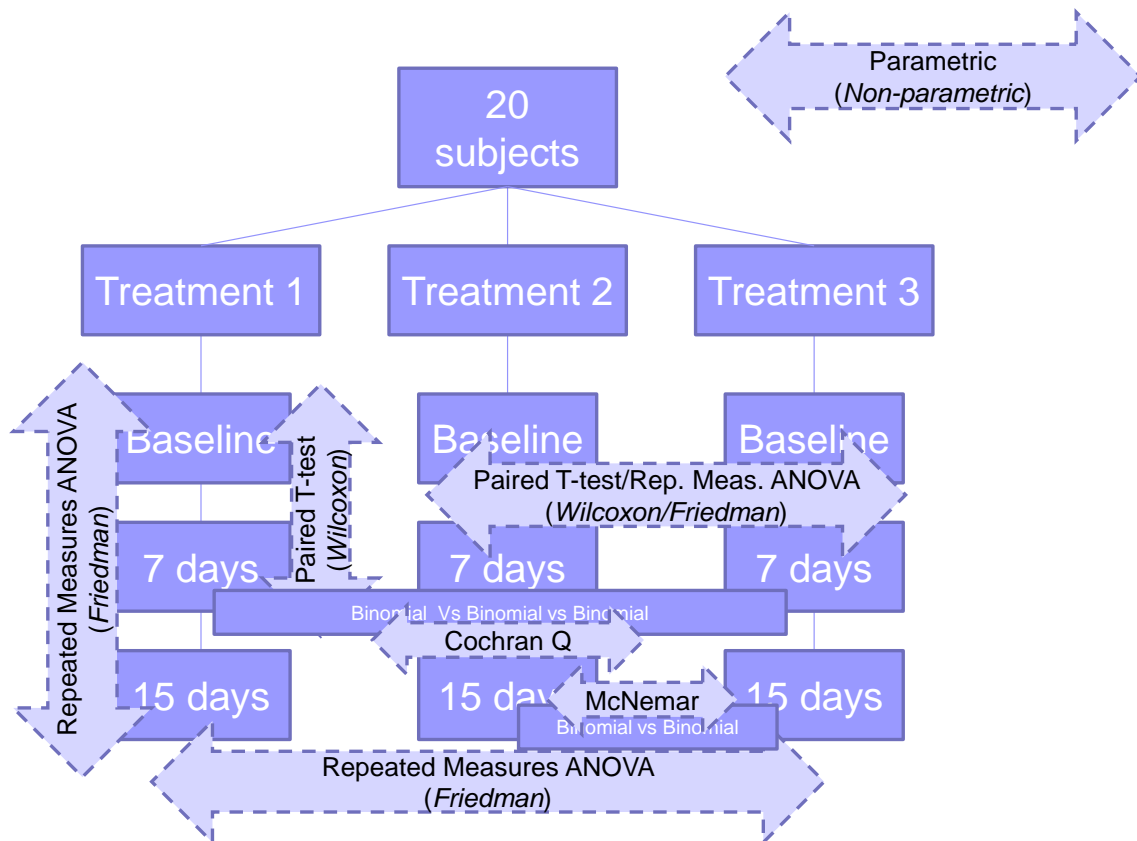 Parametric
(Non-parametric)
20
subjects
Treatment 1
Treatment 2
Treatment 3
Baseline
Baseline
Baseline
Repeated Measures ANOVA
(Friedman)
Paired T-test
(Wilcoxon)
Paired T-test/Rep. Meas. ANOVA
(Wilcoxon/Friedman)
7 days
7 days
7 days
Binomial Vs Binomial vs Binomial
Cochran Q
15 days
15 days
15 days
McNemar
Binomial vs Binomial
Repeated Measures ANOVA
(Friedman)